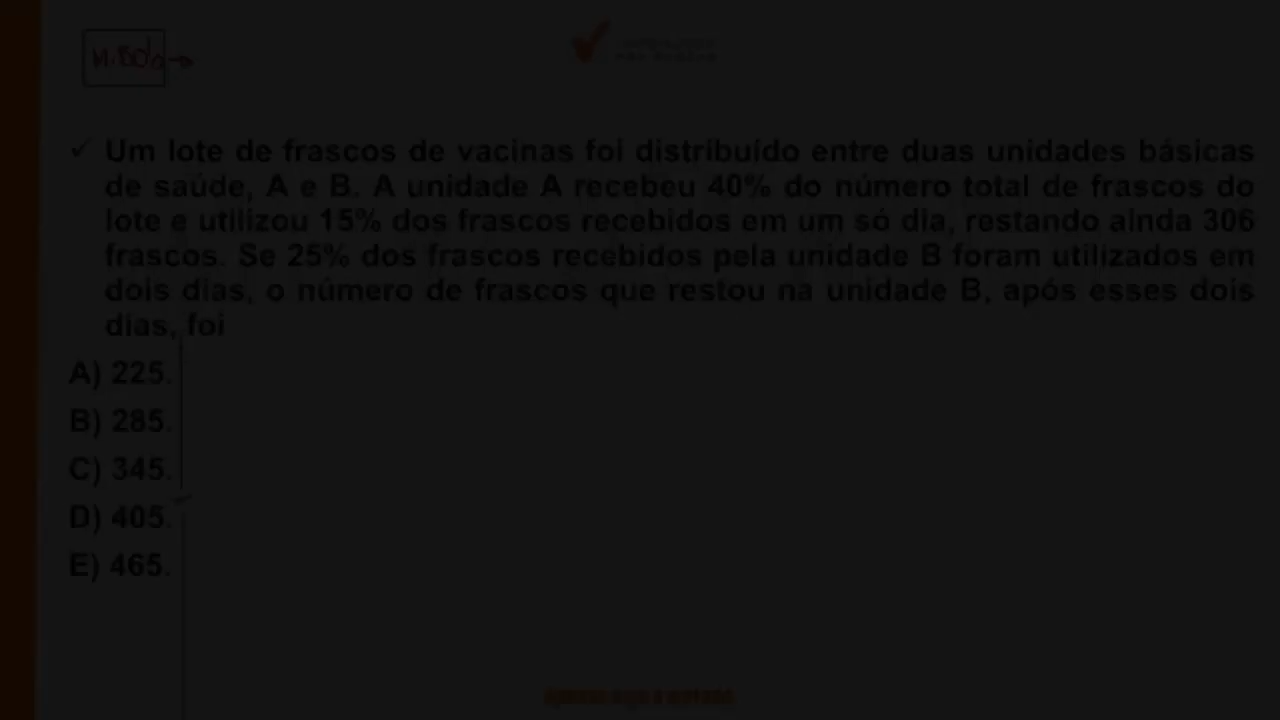 Um lote de frascos de vacinas foi distribuído entre duas unidades básicas
de saúde, A e B. A unidade A recebeu 40% do número total de frascos do
lote e utilizou 15% dos frascos recebidos em um só dia, restando ainda 306
frascos. Se 25% dos frascos recebidos pela unidade B foram utilizados em
dois dias, o número de frascos que restou na unidade B, após esses dois
dias, foi
A) 225.
B) 285.
C) 345.
D) 405.
E) 465.